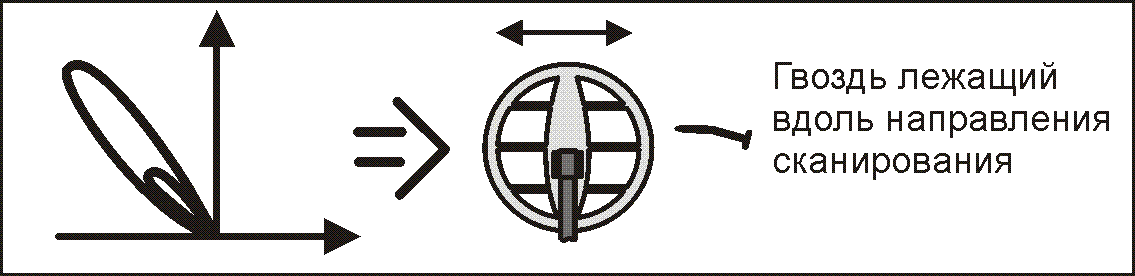 Гвоздь лежащий
вдоль направления
сканирования